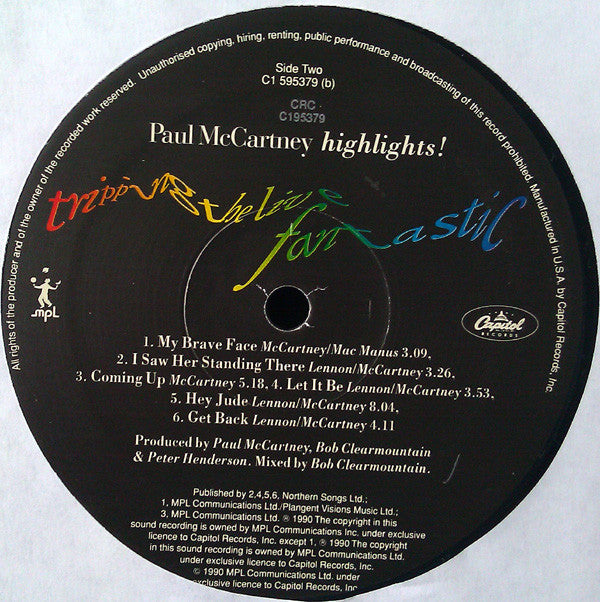 All rights of the producer and of the owner of the recorded work reserved. Unauthorised copying, hiring, renting, public performance and broadcasting of this record prohibited. Manufactured in U.S.A. by Capitol Records, Inc.
Side Two
C1 595379 (b)
CRC
C195379
Paul McCartney highlights!
tripping the live
fantastic
mpL
Capitol
RECORDS
1. My Brave Face McCartney/Mac Manus 3.09,
2. I Saw Her Standing There Lennon/McCartney 3.26,
3. Coming Up McCartney 5.18, 4. Let It Be Lennon/McCartney 3.53,
5. Hey Jude Lennon/McCartney 8.04,
6. Get Back Lennon/McCartney 4.11
Produced by Paul McCartney, Bob Clearmountain
& Peter Henderson. Mixed by Bob Clearmountain.
Published by 2,4,5,6, Northern Songs Ltd.;
1, MPL Communications Ltd./Plangent Visions Music Ltd.;
3, MPL Communications Ltd. ℗ 1990 The copyright in this
sound recording is owned by MPL Communications Inc. under exclusive
licence to Capitol Records, Inc. except 1, ℗ 1990 The copyright
in this sound recording is owned by MPL Communications Ltd.
under exclusive licence to Capitol Records, Inc
© 1990 MPL Communications Ltd. under
exclusive licence to Capitol Records, Inc